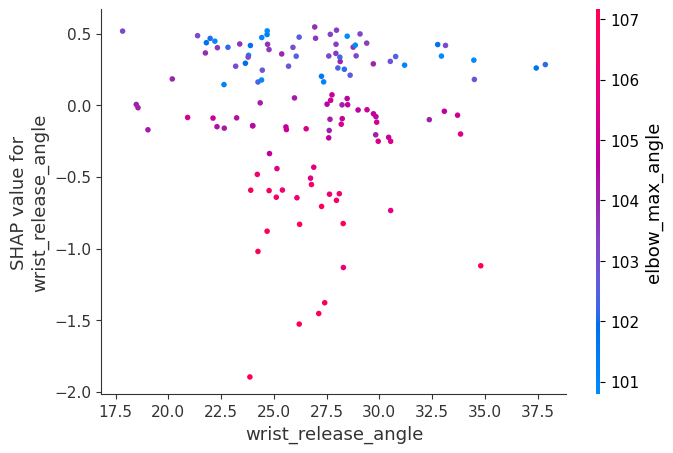 0.5
0.0
−0.5
−1.0
−1.5
−2.0
SHAP value for
wrist_release_angle
17.5 20.0 22.5 25.0 27.5 30.0 32.5 35.0 37.5
wrist_release_angle
107
106
105
104
103
102
101
elbow_max_angle